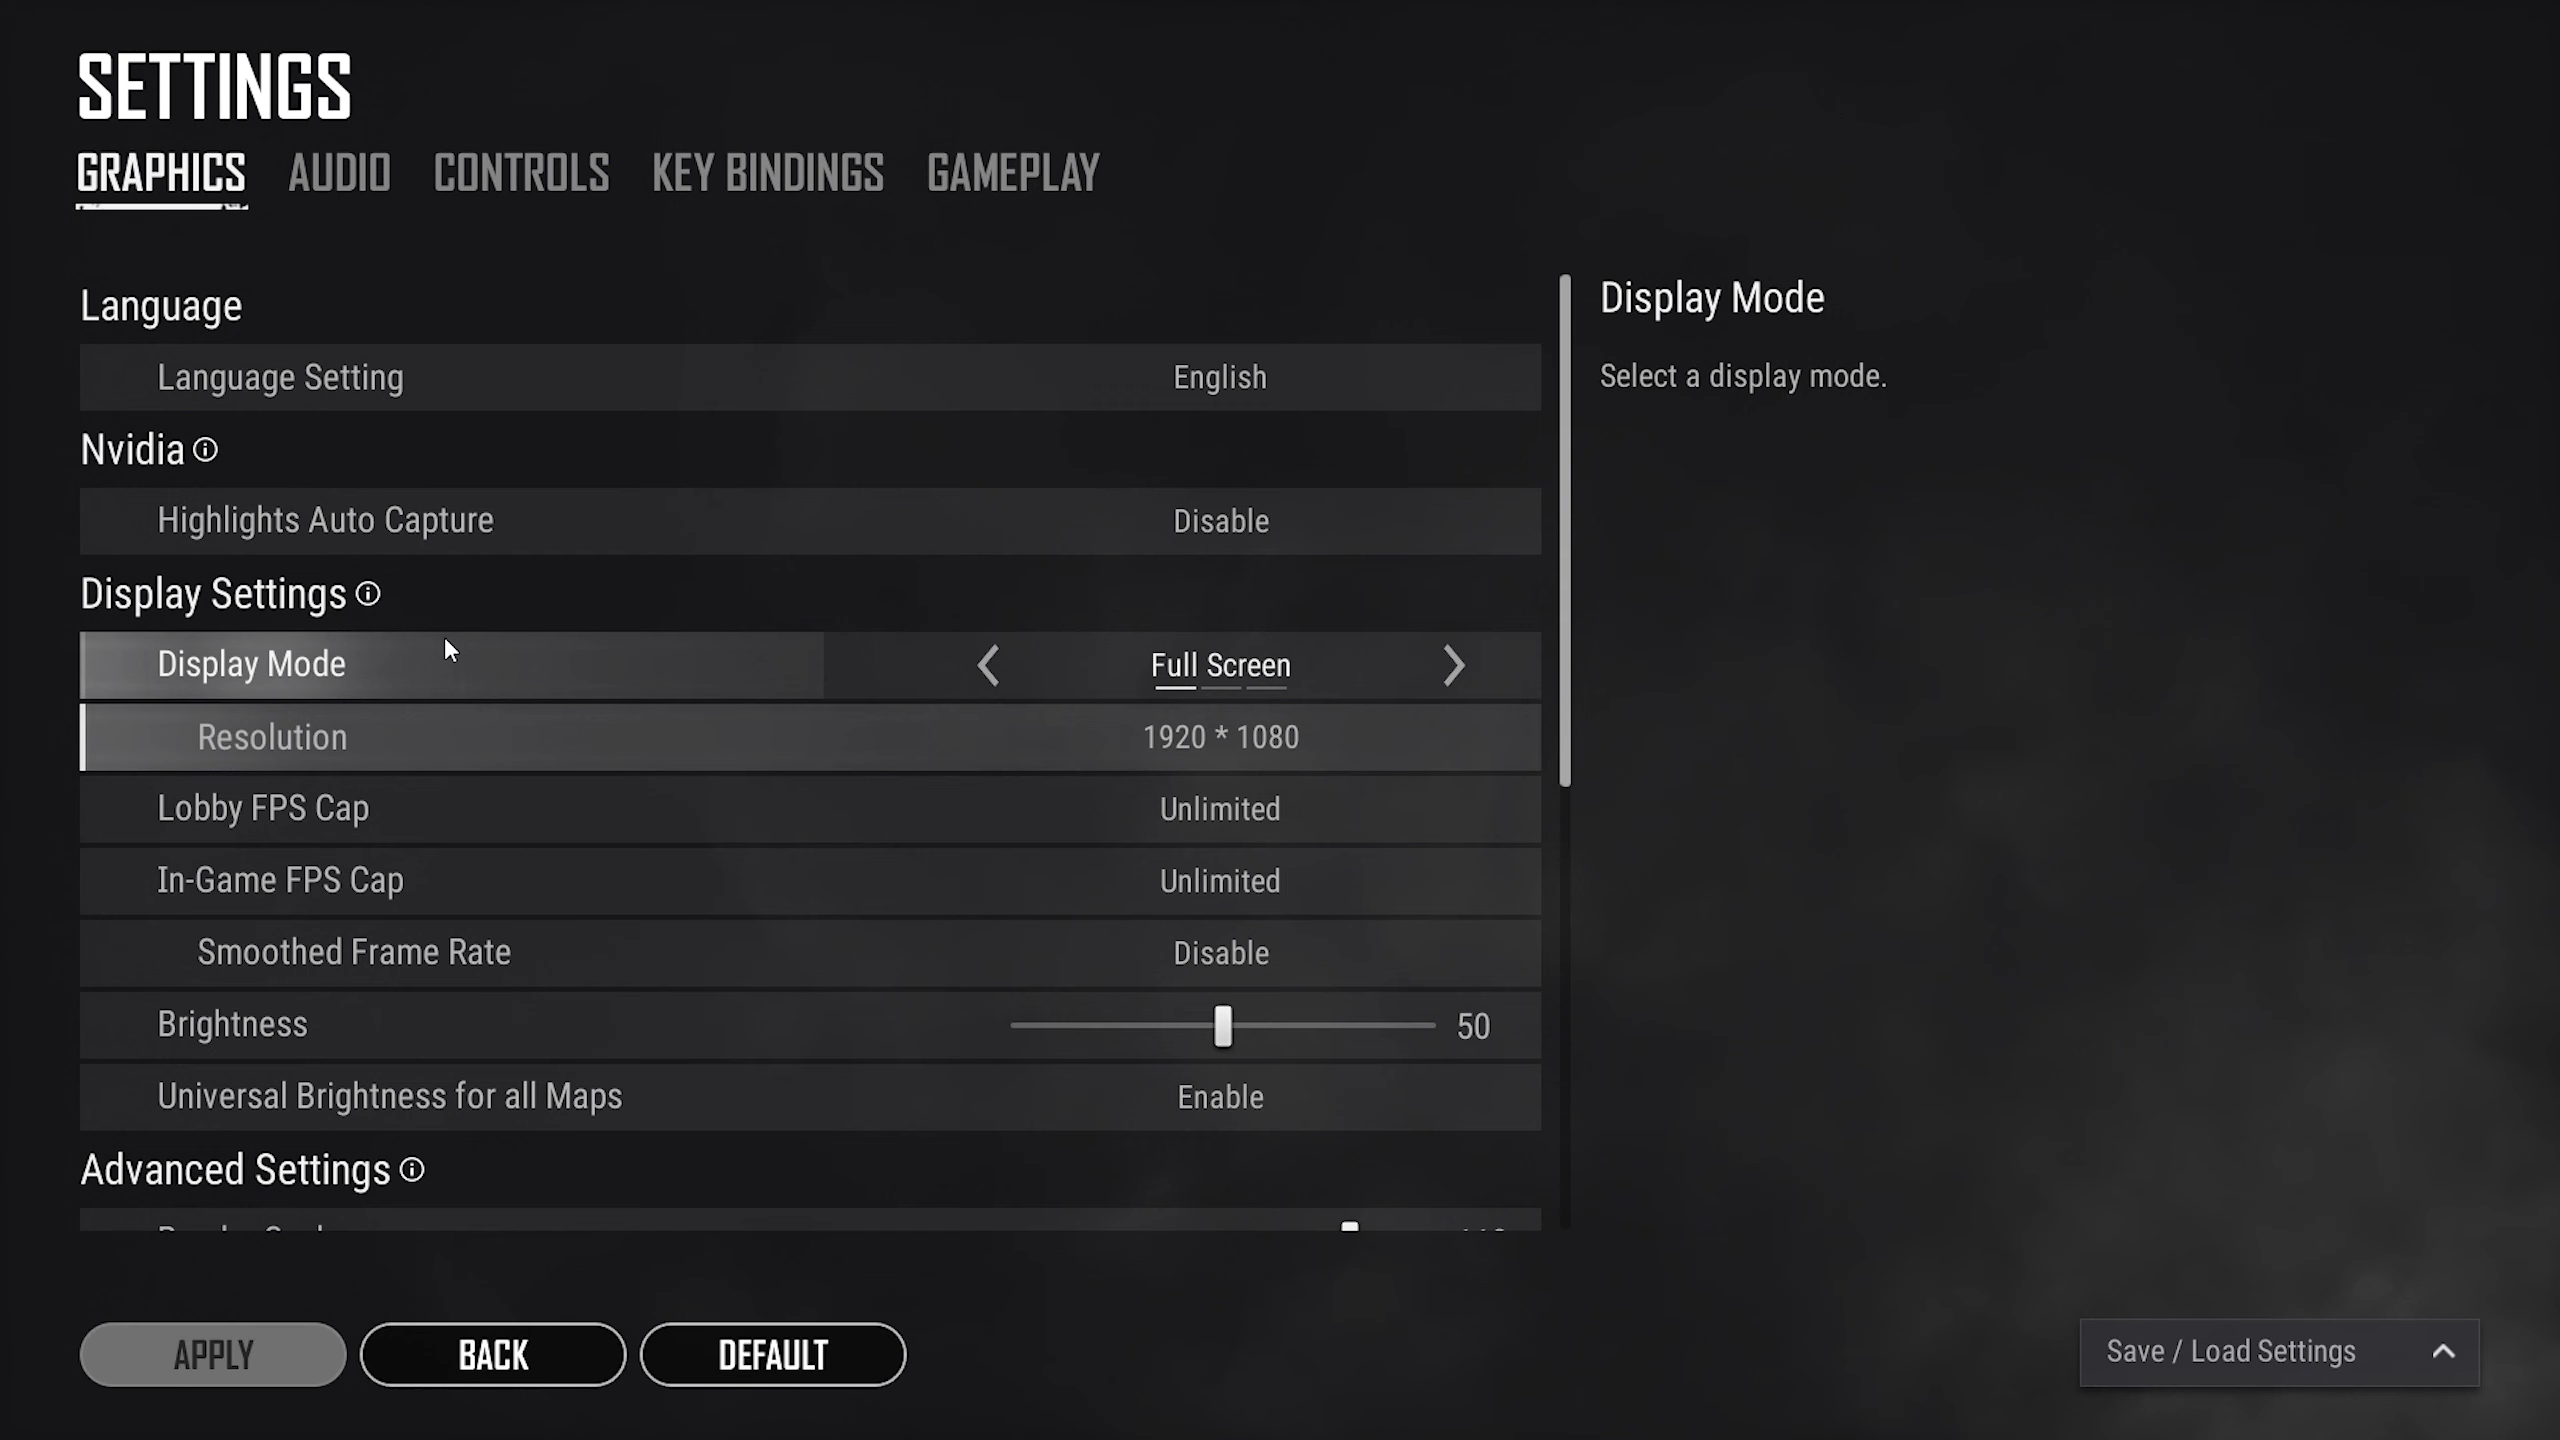 SETTINGS
GRAPHICS AUDIO CONTROLS KEY BINDINGS GAMEPLAY
Language
Language Setting English
Nvidia
Highlights Auto Capture Disable
Display Settings
Display Mode Full Screen
Resolution 1920 * 1080
Lobby FPS Cap Unlimited
In-Game FPS Cap Unlimited
Smoothed Frame Rate Disable
Brightness 50
Universal Brightness for all Maps Enable
Advanced Settings
Display Mode
Select a display mode.
APPLY BACK DEFAULT
Save / Load Settings